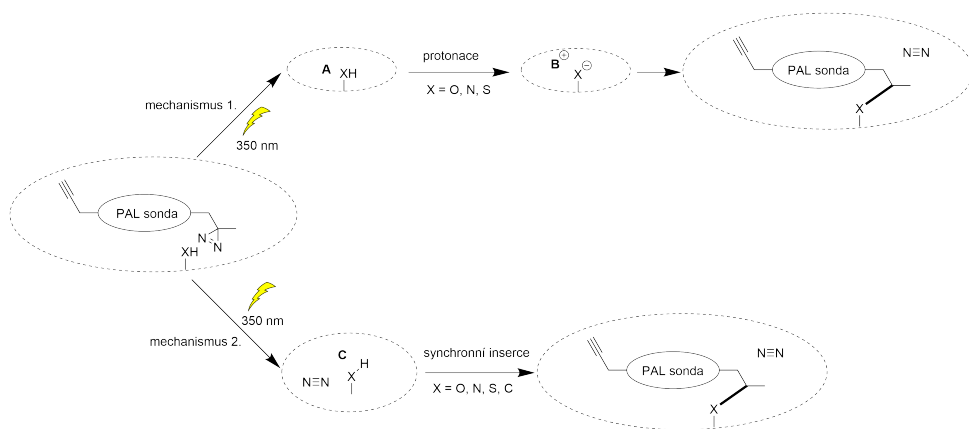 A XH
protonace
X = O, N, S
B⊕ X⊖
N≡N
PAL sonda
X
mechanismus 1.
350 nm
PAL sonda
N N
XH
350 nm
mechanismus 2.
C
H
X
N≡N
synchronní inserce
X = O, N, S, C
N≡N
PAL sonda
X